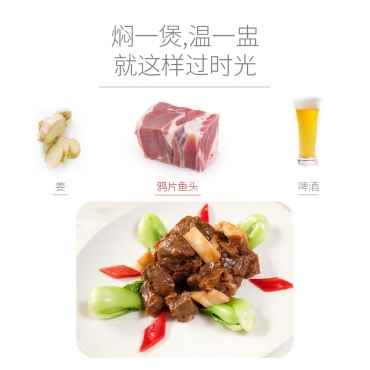 焖一煲,温一盅
就这样过时光
姜
鸦片鱼头
啤酒